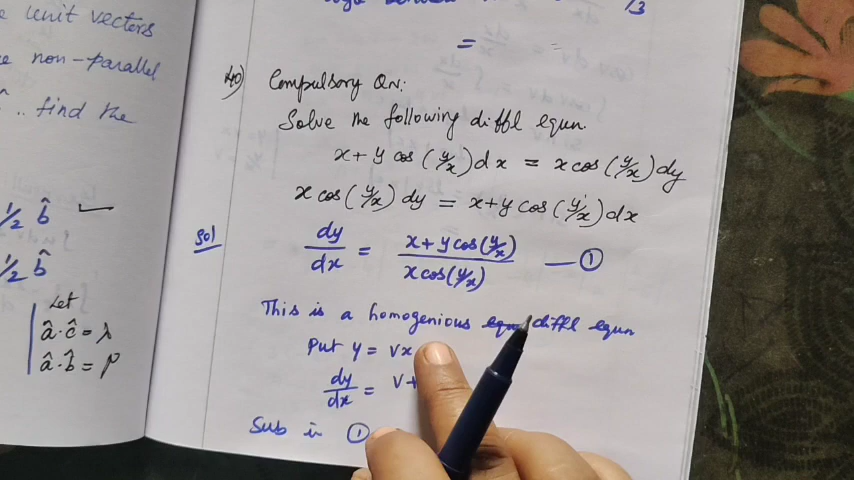 unit vectors
non-parallel
.. find the
1/2 b̂
1/2 b̂
Let
â·ĉ = λ
â·b̂ = μ
/3
=
40) Compulsory QN:
Solve the following diffl equn.
x + y cos (y/x) dx = x cos (y/x) dy
x cos (y/x) dy = x + y cos (y/x) dx
Sol
dy/dx = x + y cos (y/x) / x cos (y/x) — ①
This is a homogenious equ diffl equn
Put y = vx
dy/dx = v +
Sub in ①